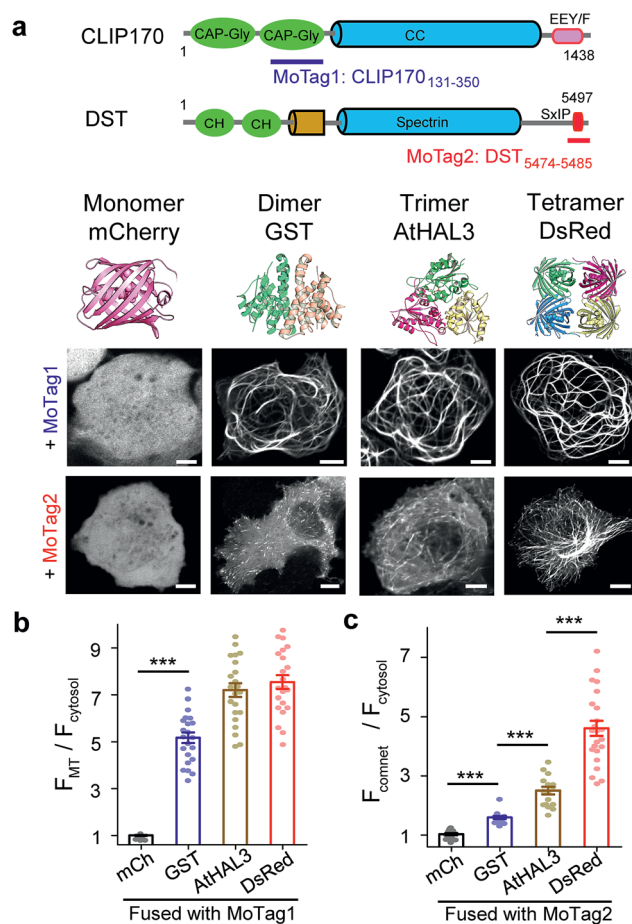 a
CLIP170
CAP-Gly CAP-Gly CC EEY/F
1 1438
MoTag1: CLIP170131-350
1 5497
DST CH CH Spectrin SxIP
MoTag2: DST5474-5485
Monomer Dimer Trimer Tetramer
mCherry GST AtHAL3 DsRed
+ MoTag1
+ MoTag2
b
FMT / Fcytosol
9
7
5
3
1
***
mCh GST AtHAL3 DsRed
Fused with MoTag1
c
Fcomnet / Fcytosol
7
5
3
1
***
***
***
mCh GST AtHAL3 DsRed
Fused with MoTag2